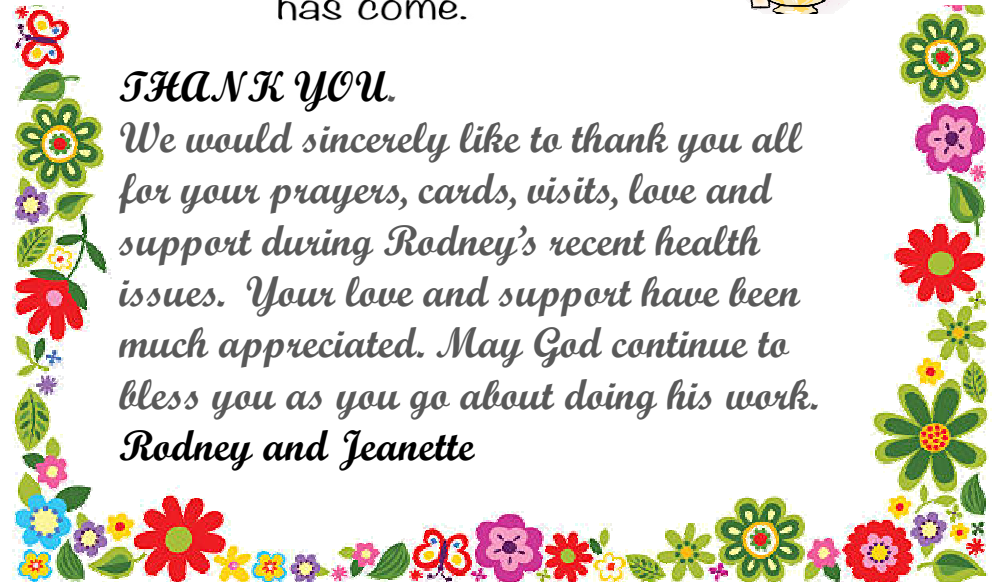 has come.
THANK YOU.
We would sincerely like to thank you all
for your prayers, cards, visits, love and
support during Rodney's recent health
issues.  Your love and support have been
much appreciated. May God continue to
bless you as you go about doing his work.
Rodney and Jeanette